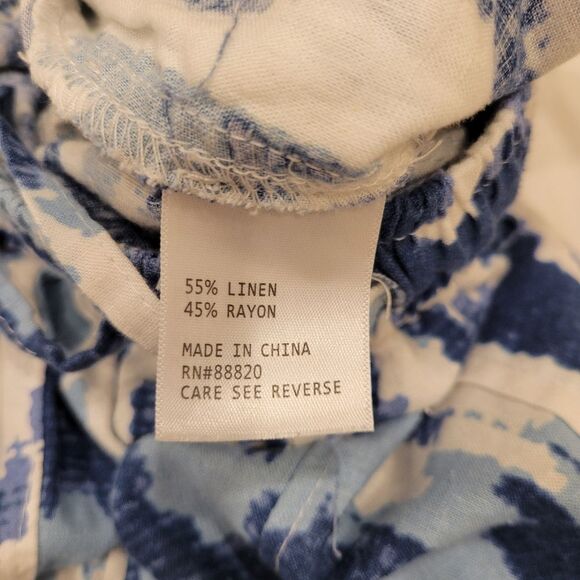 55% LINEN
45% RAYON
MADE IN CHINA
RN#88820
CARE SEE REVERSE